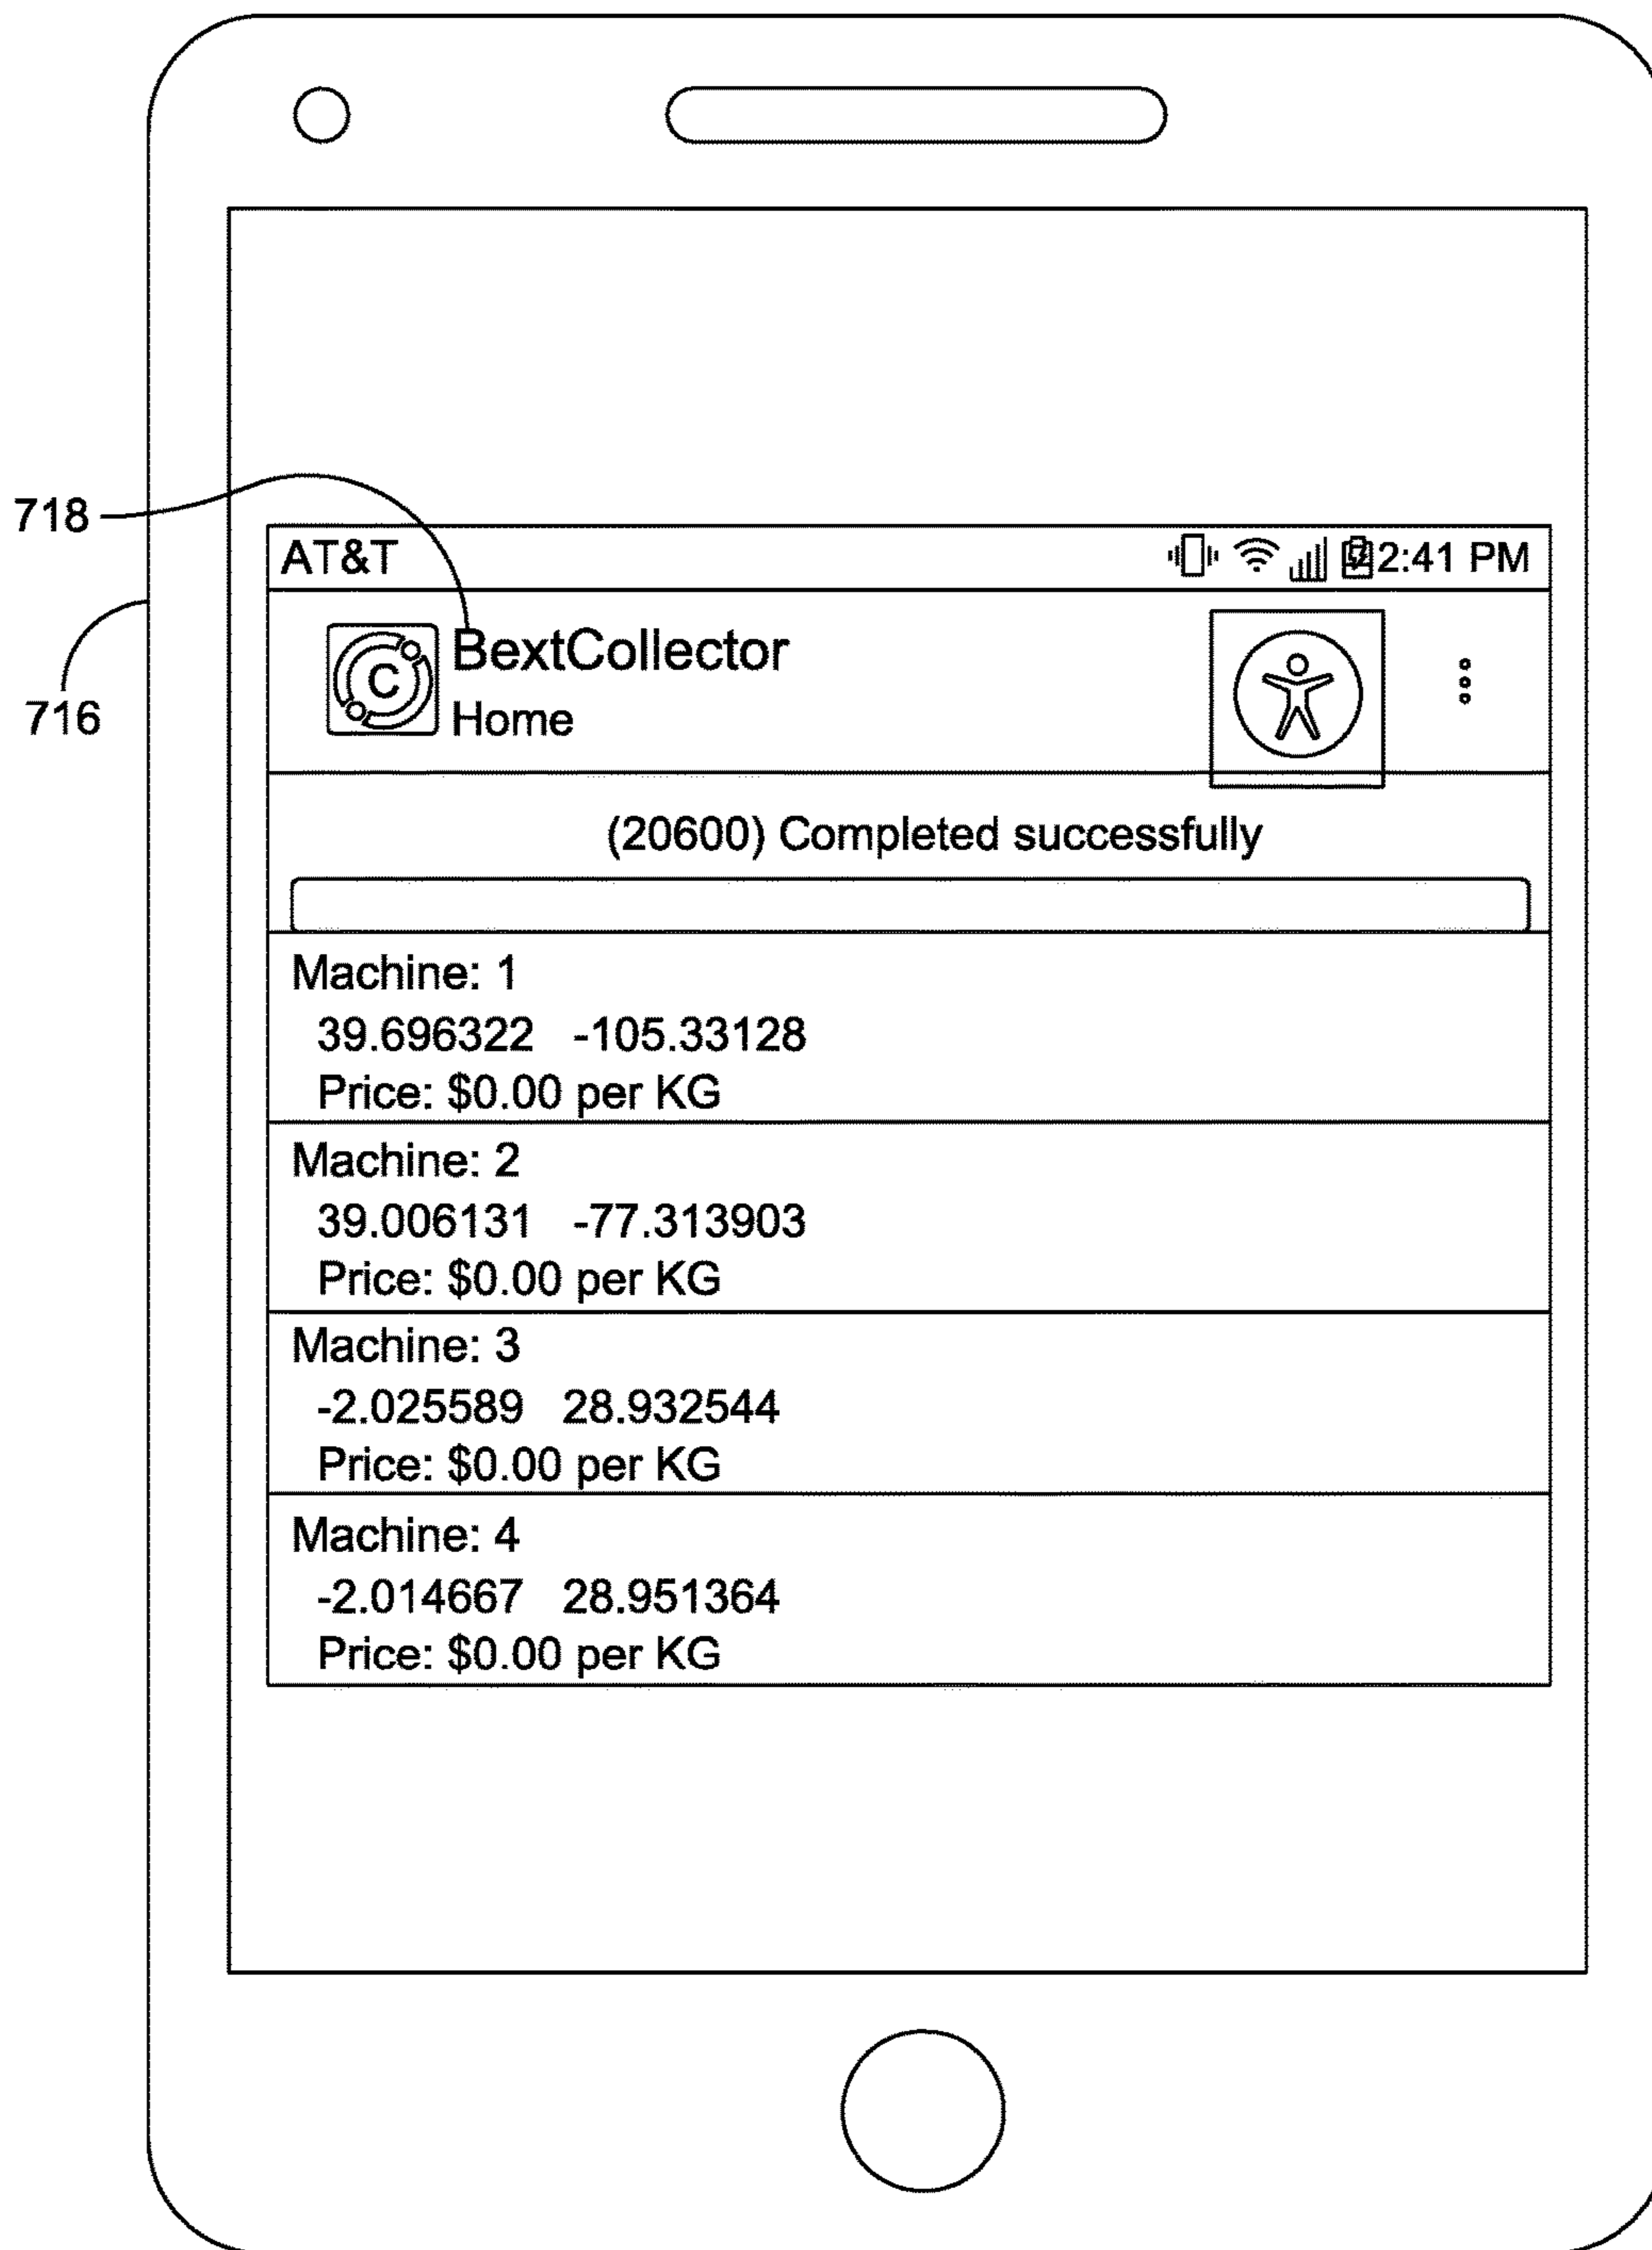 718
AT&T 2:41 PM
C
BextCollector
716
Home
(20600) Completed successfully
Machine: 1
39.696322 -105.33128
Price: $0.00 per KG
Machine: 2
39.006131 -77.313903
Price: $0.00 per KG
Machine: 3
-2.025589 28.932544
Price: $0.00 per KG
Machine: 4
-2.014667 28.951364
Price: $0.00 per KG